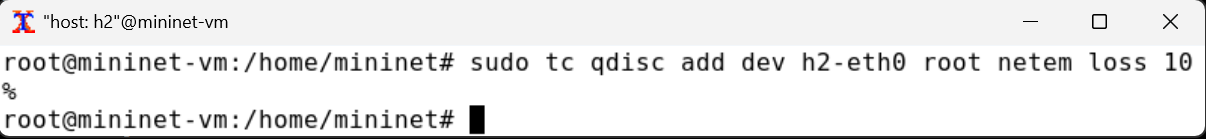 "host: h2"@mininet-vm
root@mininet-vm:/home/mininet# sudo tc qdisc add dev h2-eth0 root netem loss 10
%
root@mininet-vm:/home/mininet#